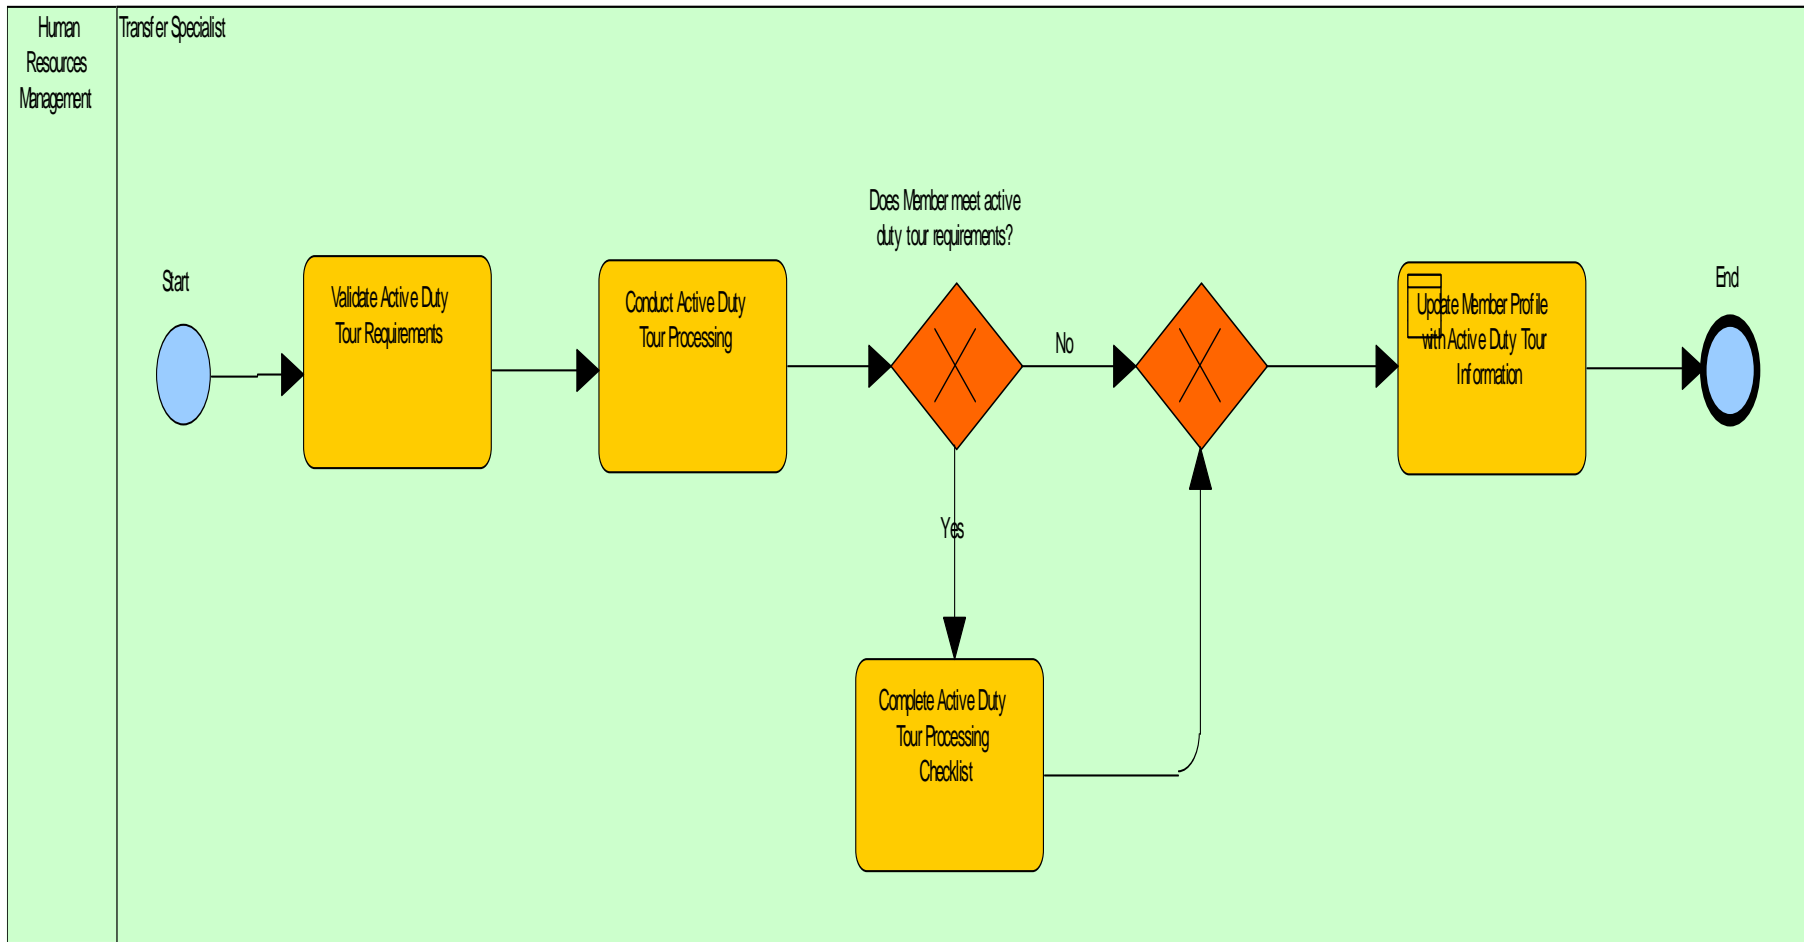 Human
Resources
Management
Transfer Specialist
Does Member meet active
duty tour requirements?
Start
Validate Active Duty
Tour Requirements
Conduct Active Duty
Tour Processing
No
Update Member Profile
with Active Duty Tour
Information
End
Yes
Complete Active Duty
Tour Processing
Checklist